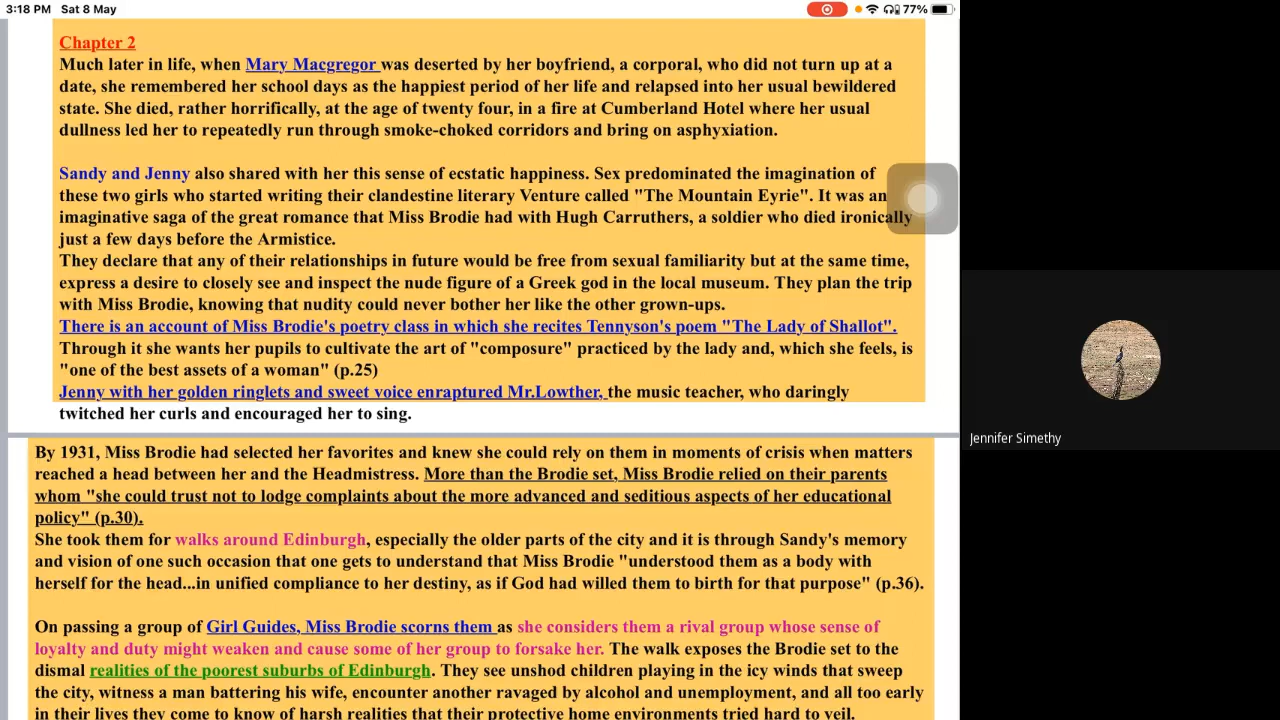 3:18 PM Sat 8 May
77%
Chapter 2
Much later in life, when Mary Macgregor was deserted by her boyfriend, a corporal, who did not turn up at a
date, she remembered her school days as the happiest period of her life and relapsed into her usual bewildered
state. She died, rather horrifically, at the age of twenty four, in a fire at Cumberland Hotel where her usual
dullness led her to repeatedly run through smoke-choked corridors and bring on asphyxiation.
Sandy and Jenny also shared with her this sense of ecstatic happiness. Sex predominated the imagination of
these two girls who started writing their clandestine literary Venture called "The Mountain Eyrie". It was an
imaginative saga of the great romance that Miss Brodie had with Hugh Carruthers, a soldier who died ironically
just a few days before the Armistice.
They declare that any of their relationships in future would be free from sexual familiarity but at the same time,
express a desire to closely see and inspect the nude figure of a Greek god in the local museum. They plan the trip
with Miss Brodie, knowing that nudity could never bother her like the other grown-ups.
There is an account of Miss Brodie's poetry class in which she recites Tennyson's poem "The Lady of Shallot".
Through it she wants her pupils to cultivate the art of "composure" practiced by the lady and, which she feels, is
"one of the best assets of a woman" (p.25)
Jenny with her golden ringlets and sweet voice enraptured Mr.Lowther, the music teacher, who daringly
twitched her curls and encouraged her to sing.
By 1931, Miss Brodie had selected her favorites and knew she could rely on them in moments of crisis when matters
reached a head between her and the Headmistress. More than the Brodie set, Miss Brodie relied on their parents
whom "she could trust not to lodge complaints about the more advanced and seditious aspects of her educational
policy" (p.30).
She took them for walks around Edinburgh, especially the older parts of the city and it is through Sandy's memory
and vision of one such occasion that one gets to understand that Miss Brodie "understood them as a body with
herself for the head...in unified compliance to her destiny, as if God had willed them to birth for that purpose" (p.36).
On passing a group of Girl Guides, Miss Brodie scorns them as she considers them a rival group whose sense of
loyalty and duty might weaken and cause some of her group to forsake her. The walk exposes the Brodie set to the
dismal realities of the poorest suburbs of Edinburgh. They see unshod children playing in the icy winds that sweep
the city, witness a man battering his wife, encounter another ravaged by alcohol and unemployment, and all too early
in their lives they come to know of harsh realities that their protective home environments tried hard to veil.
Jennifer Simethy